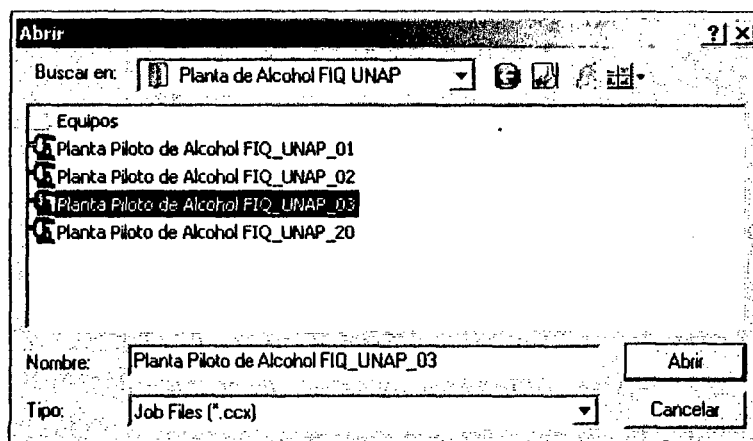 Abrir
Buscar en: Planta de Alcohol FIQ UNAP
Equipos
Planta Piloto de Alcohol FIQ_UNAP_01
Planta Piloto de Alcohol FIQ_UNAP_02
Planta Piloto de Alcohol FIQ_UNAP_03
Planta Piloto de Alcohol FIQ_UNAP_20
Nombre: Planta Piloto de Alcohol FIQ_UNAP_03 Abrir
Tipo: Job Files (*.ccx) Cancelar